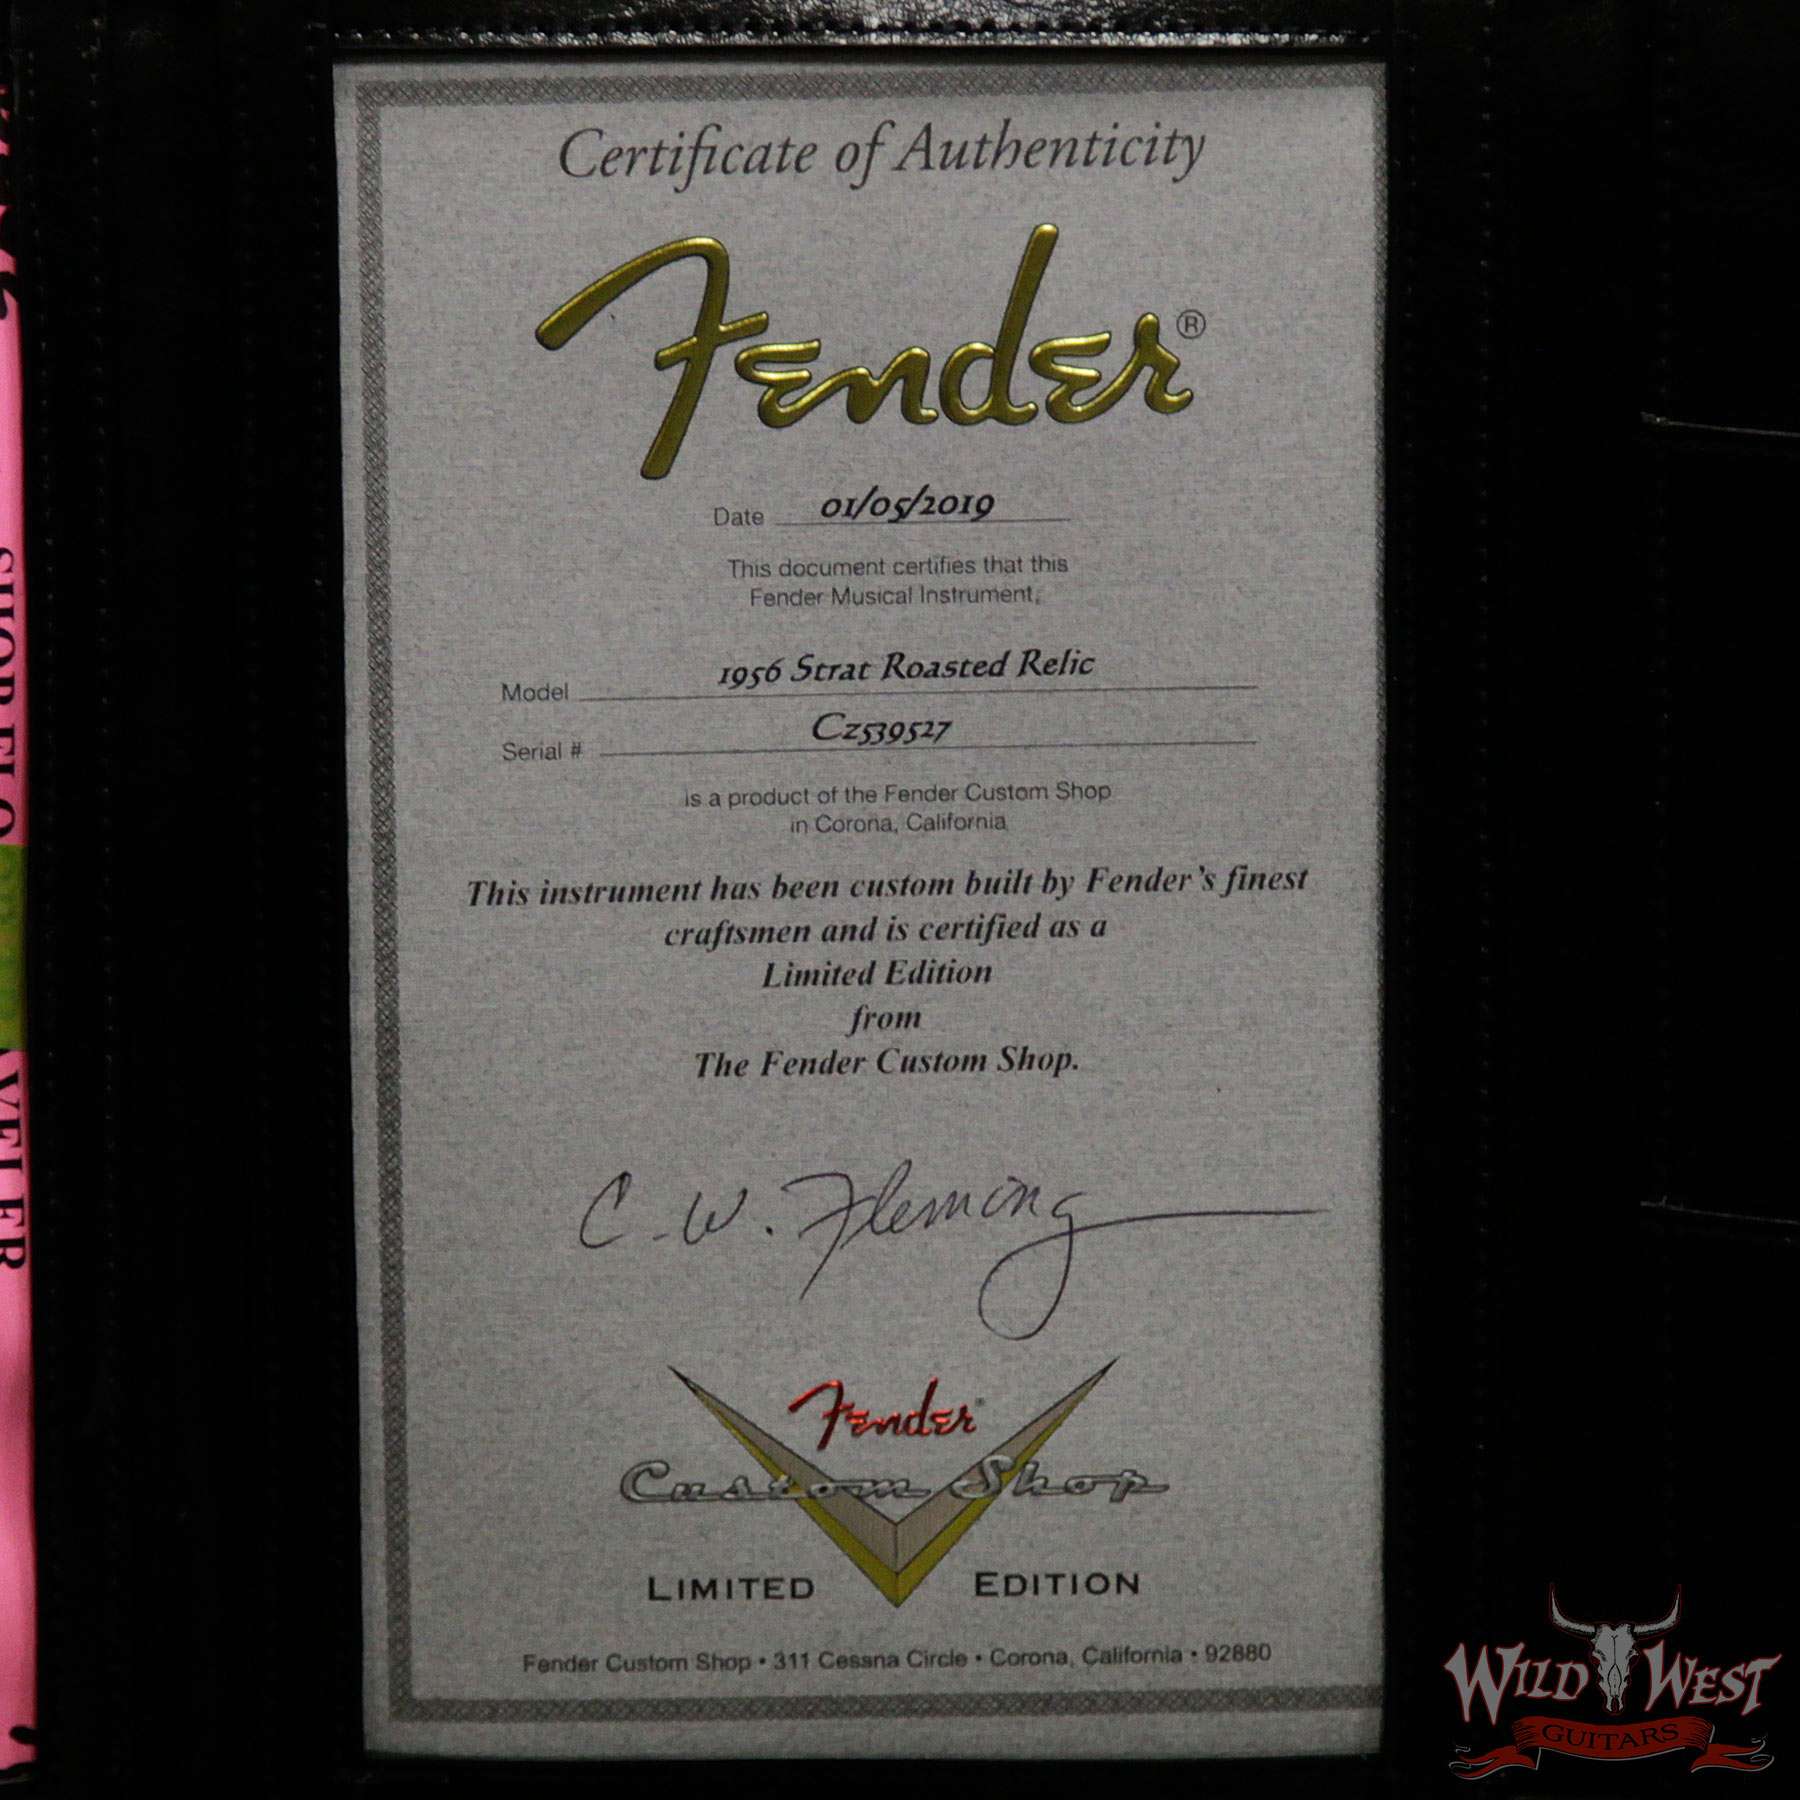 Certificate of Authenticity
Fender®
Date 01/05/2019
This document certifies that this
Fender Musical Instrument,
Model 1956 Strat Roasted Relic
Serial # Cz539527
is a product of the Fender Custom Shop
in Corona, California
This instrument has been custom built by Fender's finest
craftsmen and is certified as a
Limited Edition
from
The Fender Custom Shop.
C. W. Fleming
Fender
Custom Shop
LIMITED EDITION
Fender Custom Shop • 311 Cessna Circle • Corona, California • 92880
WILD WEST
GUITARS